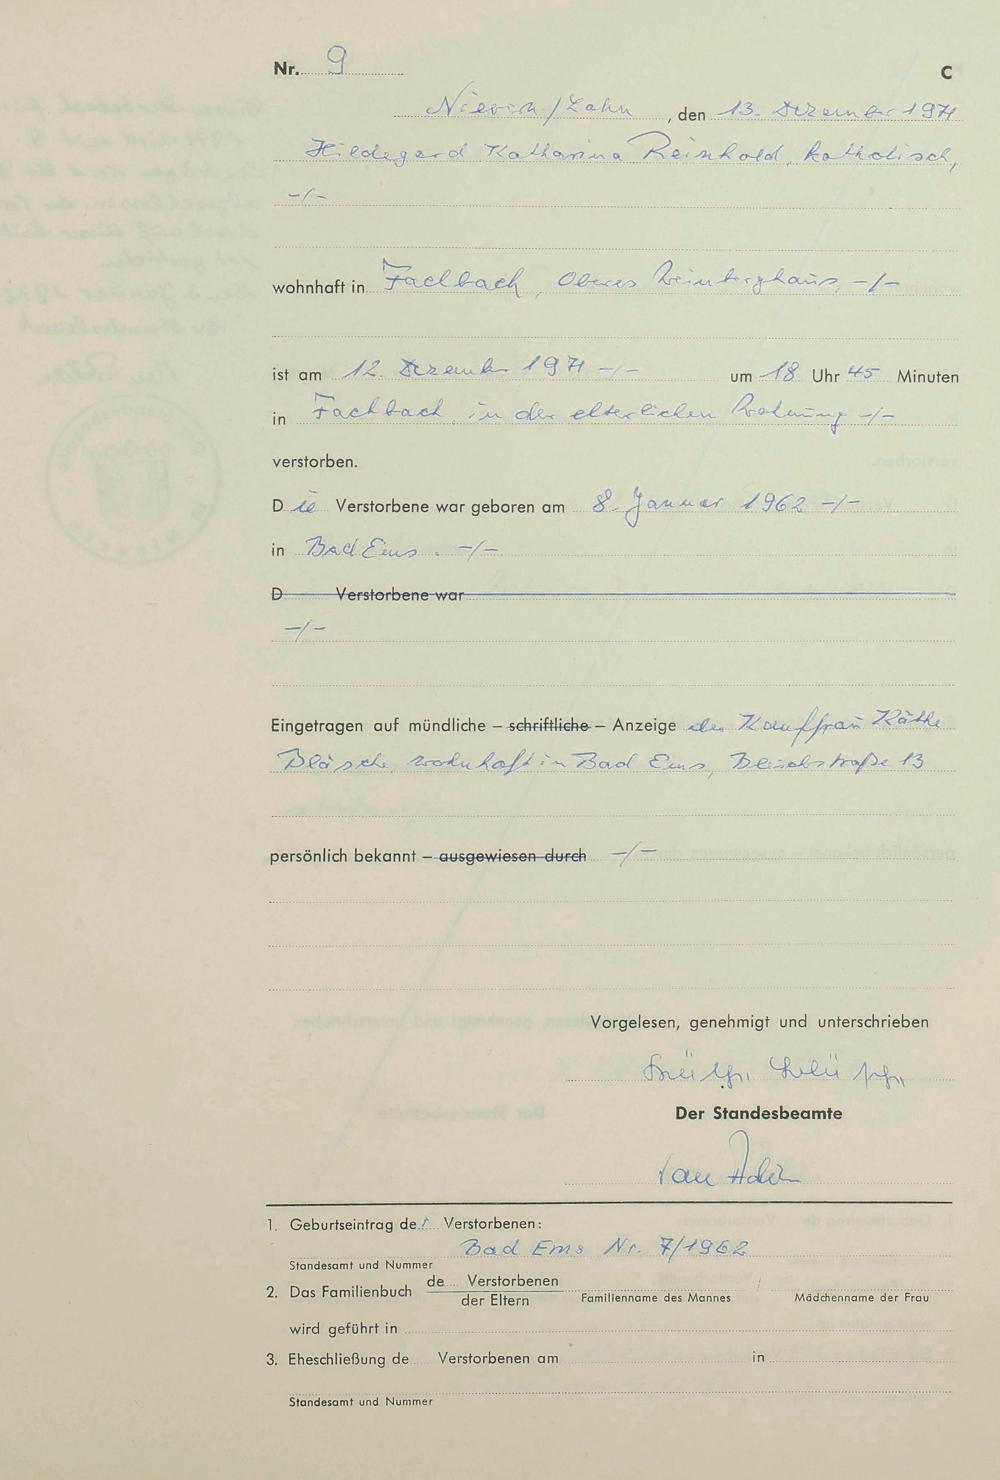 Nr. 9 C
Nievern/Lahn, den 13. Dezember 1971
Hildegard Katharina Reinhold, katholisch,
-/-
wohnhaft in Fachbach, Oberes Weinberghaus, -/-
ist am 12. Dezember 1971 -/- um 18 Uhr 45 Minuten
in Fachbach, in der elterlichen Wohnung -/-
verstorben.
Die Verstorbene war geboren am 8. Januar 1962 -/-
in Bad Ems. -/-
D Verstorbene war
-/-
Eingetragen auf mündliche – schriftliche – Anzeige der Kauffrau Käthe
Bläsche, wohnhaft in Bad Ems, Bleichstraße 13
persönlich bekannt – ausgewiesen durch -/-
Vorgelesen, genehmigt und unterschrieben
Der Standesbeamte
1. Geburtseintrag der Verstorbenen:
Bad Ems Nr. 7/1962
Standesamt und Nummer
2. Das Familienbuch de Verstorbenen
der Eltern Familienname des Mannes / Mädchenname der Frau
wird geführt in
3. Eheschließung de Verstorbenen am in
Standesamt und Nummer